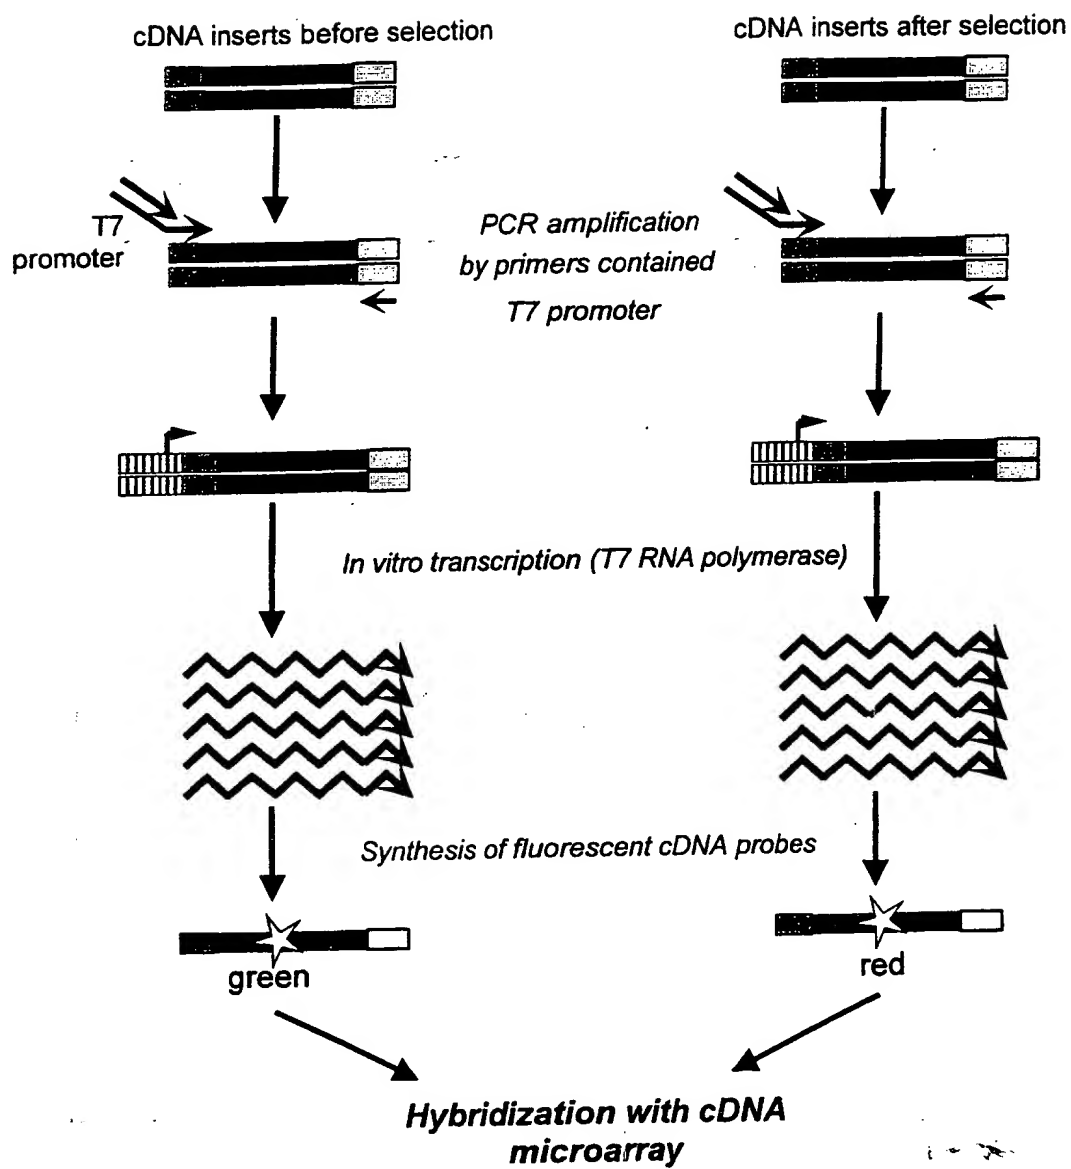 cDNA inserts before selection
cDNA inserts after selection
T7
promoter
PCR amplification
by primers contained
T7 promoter
In vitro transcription (T7 RNA polymerase)
Synthesis of fluorescent cDNA probes
green
red
Hybridization with cDNA
microarray